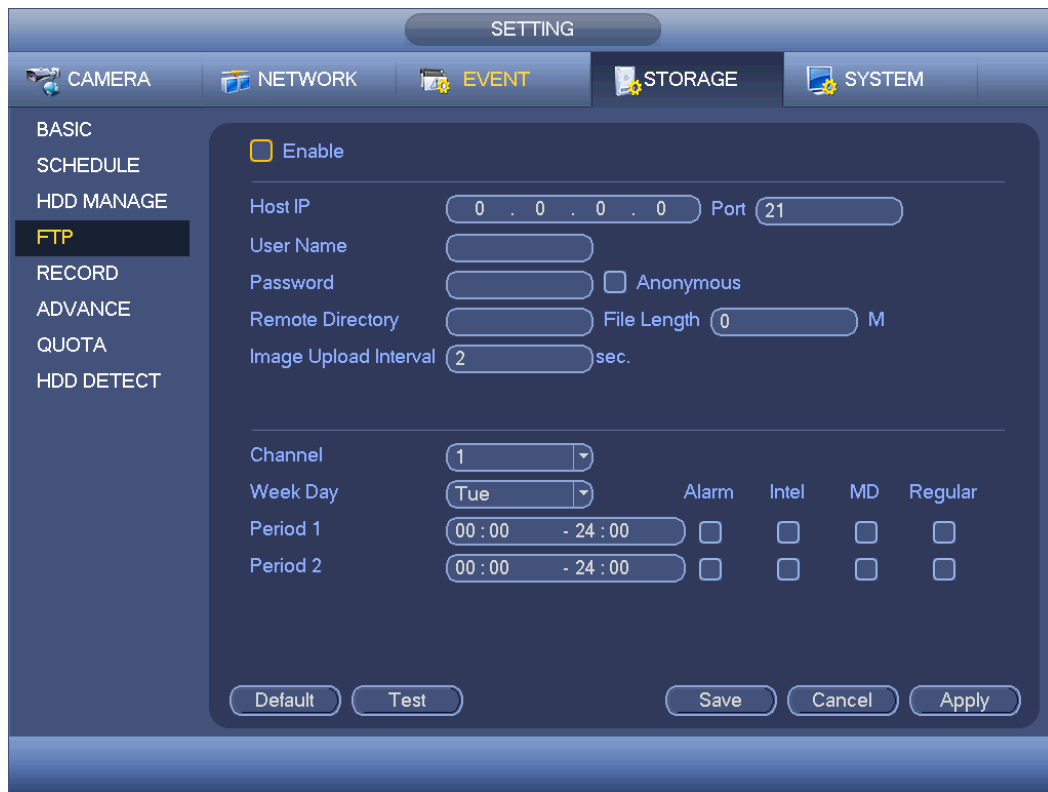 SETTING
CAMERA NETWORK EVENT STORAGE SYSTEM
BASIC
SCHEDULE
HDD MANAGE
FTP
RECORD
ADVANCE
QUOTA
HDD DETECT
Enable
Host IP 0 . 0 . 0 . 0 Port 21
User Name
Password Anonymous
Remote Directory File Length 0 M
Image Upload Interval 2 sec.
Channel 1
Week Day Tue Alarm Intel MD Regular
Period 1 00 : 00 - 24 : 00
Period 2 00 : 00 - 24 : 00
Default Test Save Cancel Apply